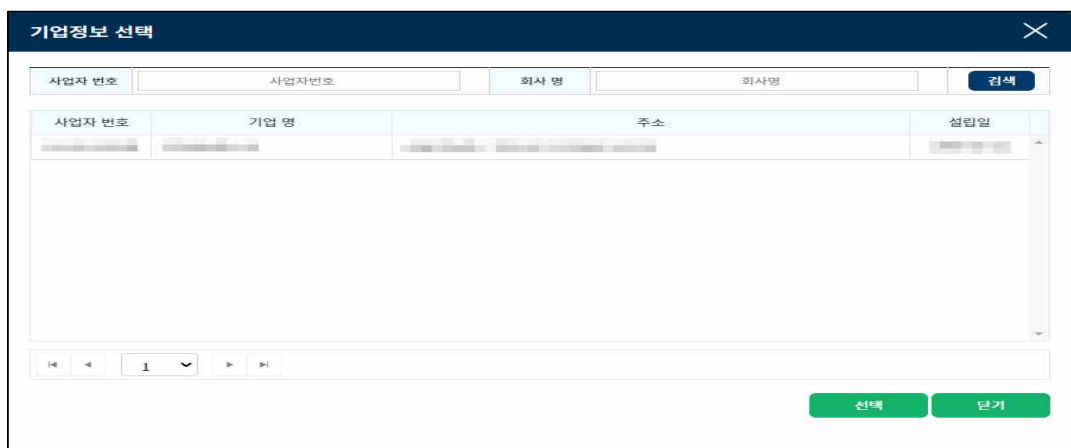 기업정보 선택
사업자 번호 사업자번호 회사 명 회사명 검색
사업자 번호 기업 명 주소 설립일
1
선택 닫기